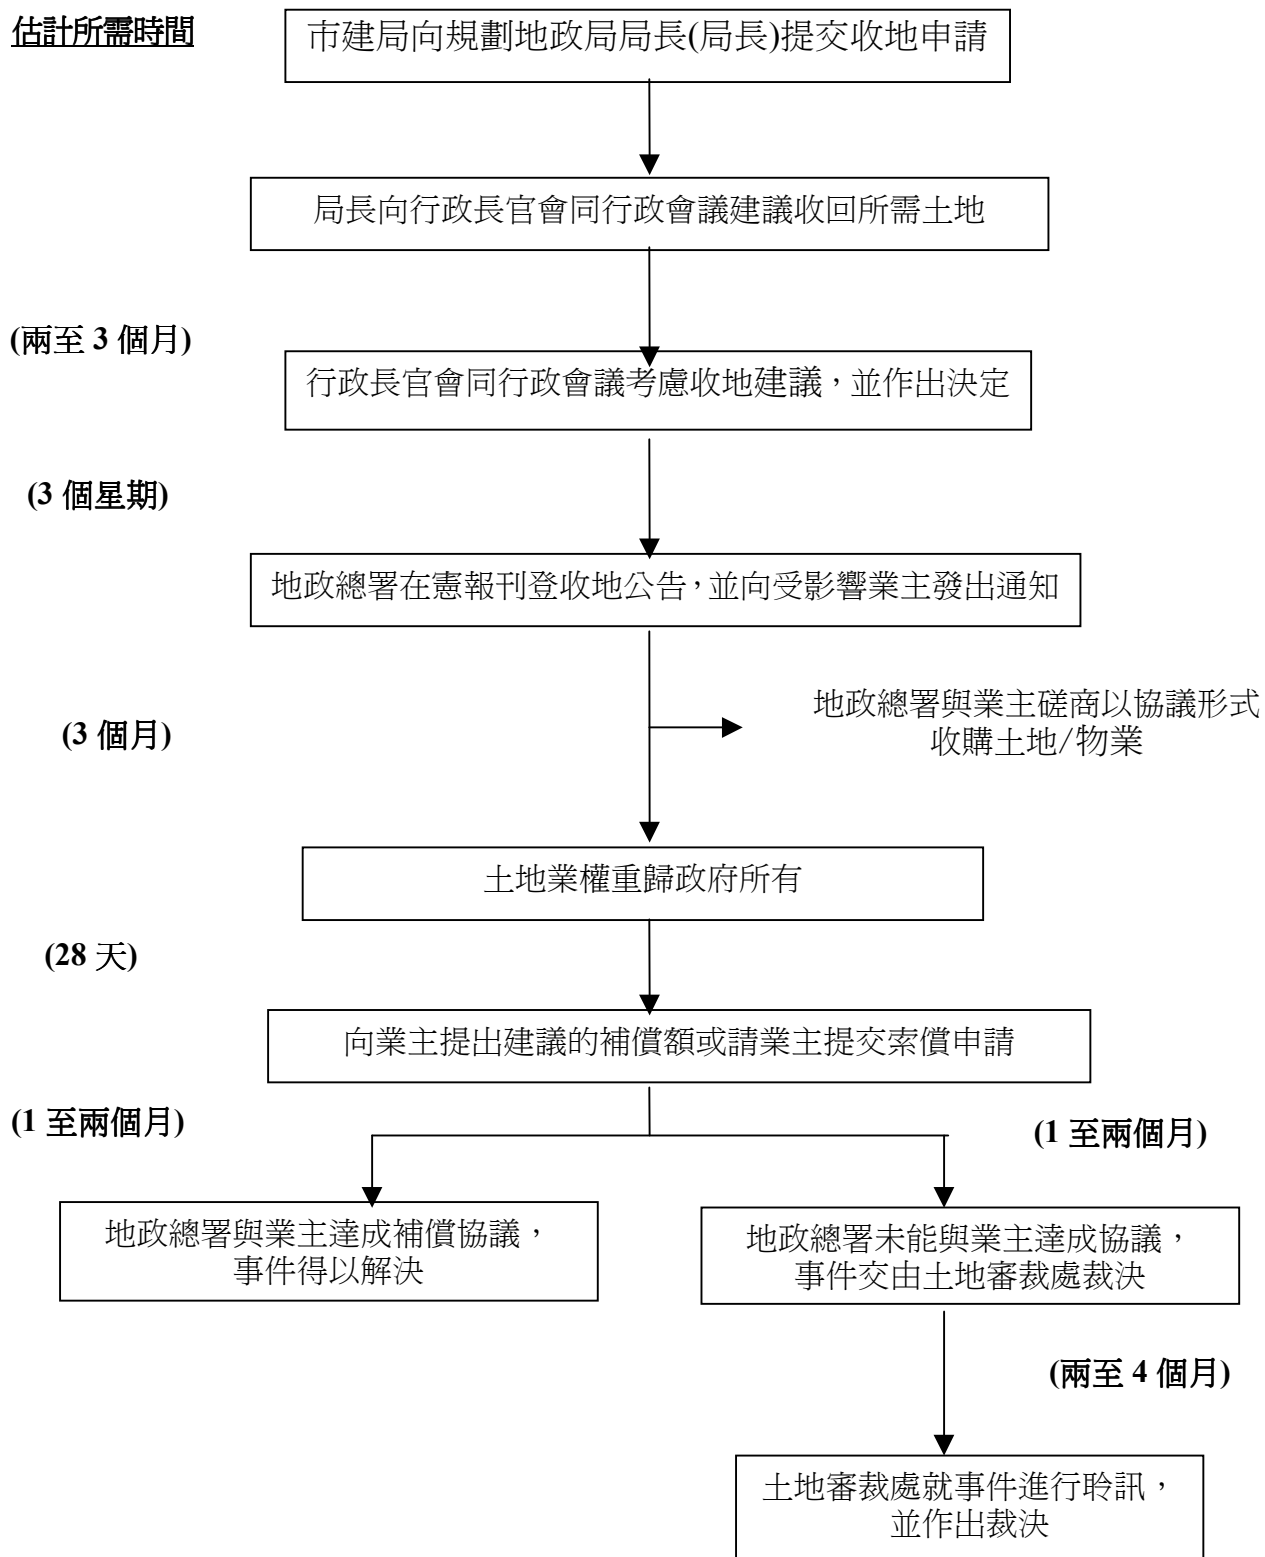 估計所需時間
市建局向規劃地政局局長(局長)提交收地申請
局長向行政長官會同行政會議建議收回所需土地
(兩至 3 個月)
行政長官會同行政會議考慮收地建議，並作出決定
(3 個星期)
地政總署在憲報刊登收地公告，並向受影響業主發出通知
(3 個月)
地政總署與業主磋商以協議形式
收購土地/物業
土地業權重歸政府所有
(28 天)
向業主提出建議的補償額或請業主提交索償申請
(1 至兩個月)
(1 至兩個月)
地政總署與業主達成補償協議，
事件得以解決
地政總署未能與業主達成協議，
事件交由土地審裁處裁決
(兩至 4 個月)
土地審裁處就事件進行聆訊，
並作出裁決